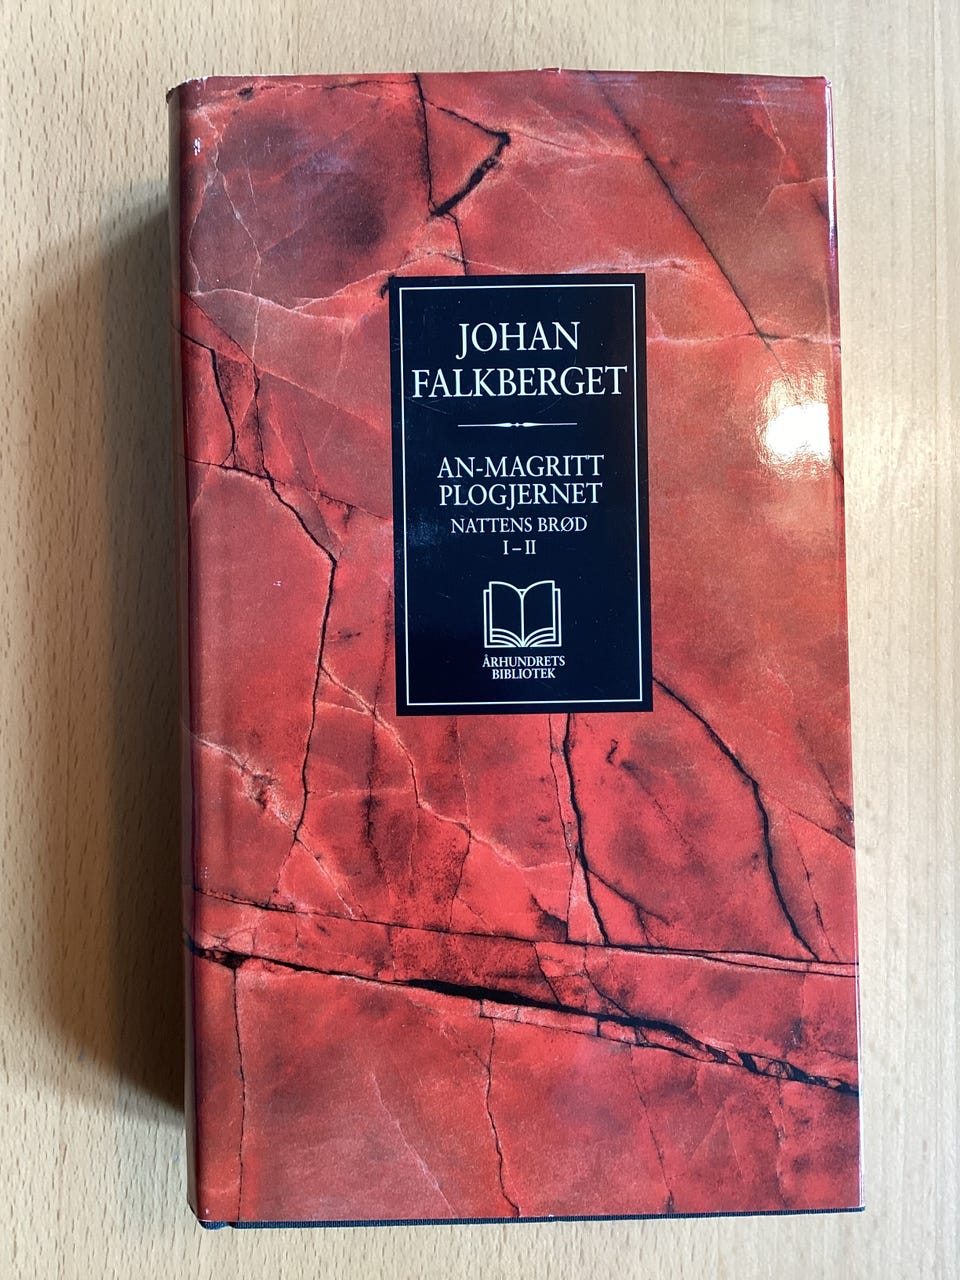 JOHAN
FALKBERGET
AN-MAGRITT
PLOGJERNET
NATTENS BRØD
I – II
ÅRHUNDRETS
BIBLIOTEK